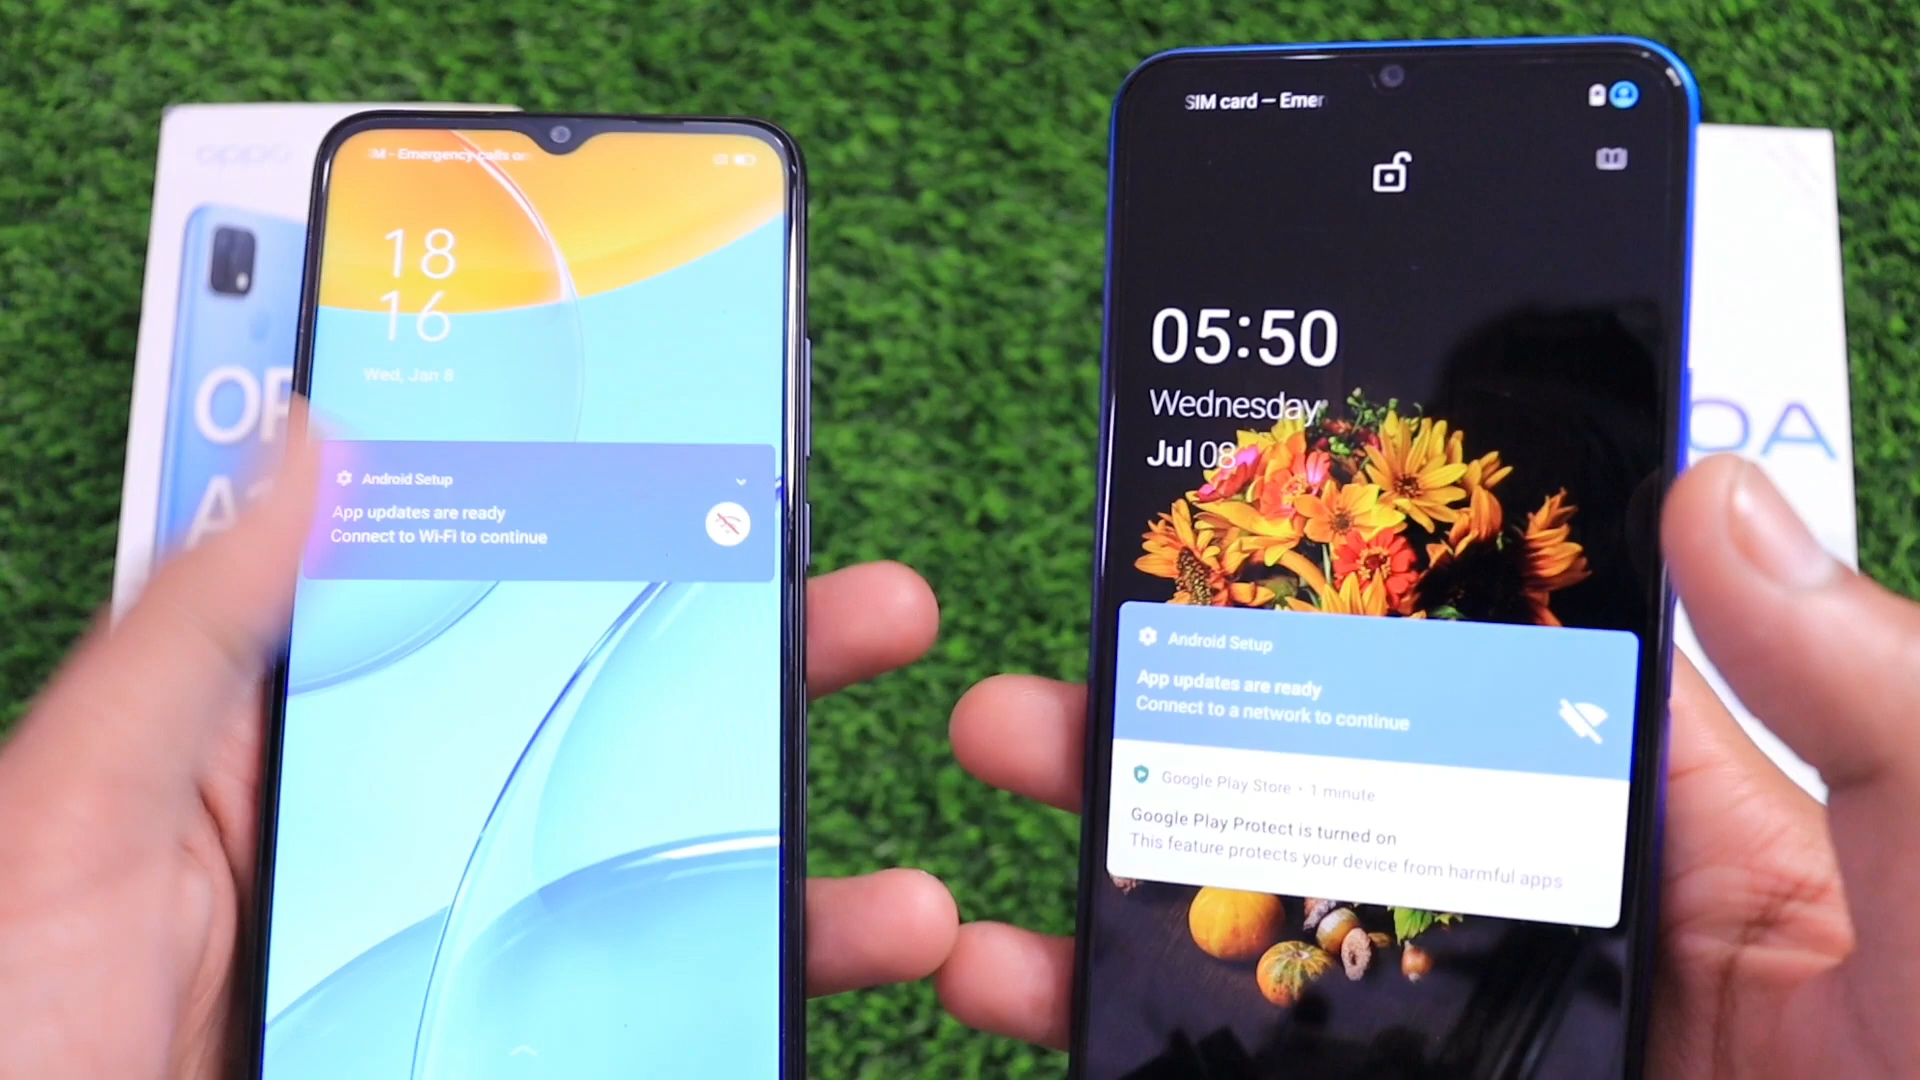 oppo
OP
A1
M - Emergency calls on
18
16
Wed, Jan 8
Android Setup
App updates are ready
Connect to Wi-Fi to continue
SIM card — Emer
05:50
Wednesday
Jul 08
Android Setup
App updates are ready
Connect to a network to continue
Google Play Store • 1 minute
Google Play Protect is turned on
This feature protects your device from harmful apps
OA